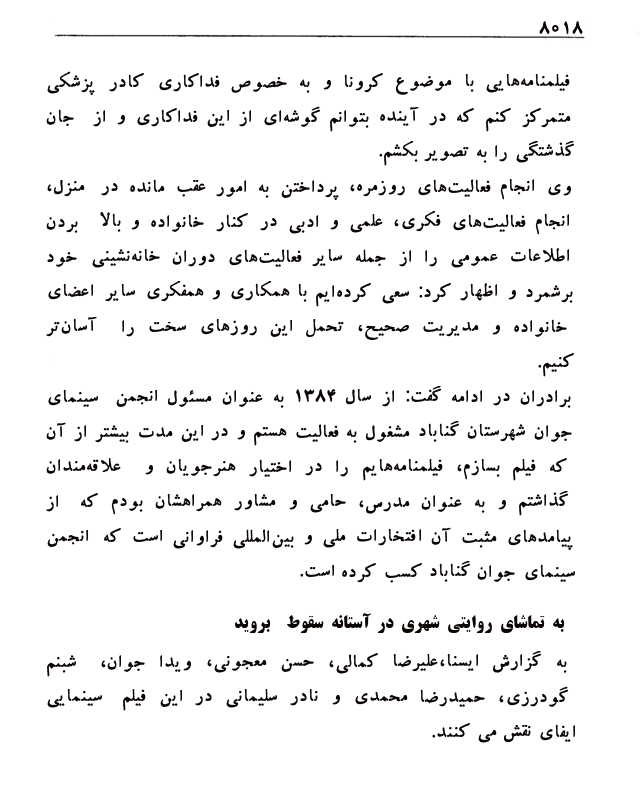 ۸۰۱۸
فیلمنامه‌هایی با موضوع کرونا و به خصوص فداکاری کادر پزشکی
متمرکز کنم که در آینده بتوانم گوشه‌ای از این فداکاری و از جان
گذشتگی را به تصویر بکشم.
وی انجام فعالیت‌های روزمره، پرداختن به امور عقب مانده در منزل،
انجام فعالیت‌های فکری، علمی و ادبی در کنار خانواده و بالا بردن
اطلاعات عمومی را از جمله سایر فعالیت‌های دوران خانه‌نشینی خود
برشمرد و اظهار کرد: سعی کرده‌ایم با همکاری و همفکری سایر اعضای
خانواده و مدیریت صحیح، تحمل این روزهای سخت را آسان‌تر
کنیم.
برادران در ادامه گفت: از سال ۱۳۸۴ به عنوان مسئول انجمن سینمای
جوان شهرستان گناباد مشغول به فعالیت هستم و در این مدت بیشتر از آن
که فیلم بسازم، فیلمنامه‌هایم را در اختیار هنرجویان و علاقه‌مندان
گذاشتم و به عنوان مدرس، حامی و مشاور همراهشان بودم که از
پیامدهای مثبت آن افتخارات ملی و بین‌المللی فراوانی است که انجمن
سینمای جوان گناباد کسب کرده است.
به تماشای روایتی شهری در آستانه سقوط بروید
به گزارش ایسنا،علیرضا کمالی، حسن معجونی، ویدا جوان، شبنم
گودرزی، حمیدرضا محمدی و نادر سلیمانی در این فیلم سینمایی
ایفای نقش می کنند.